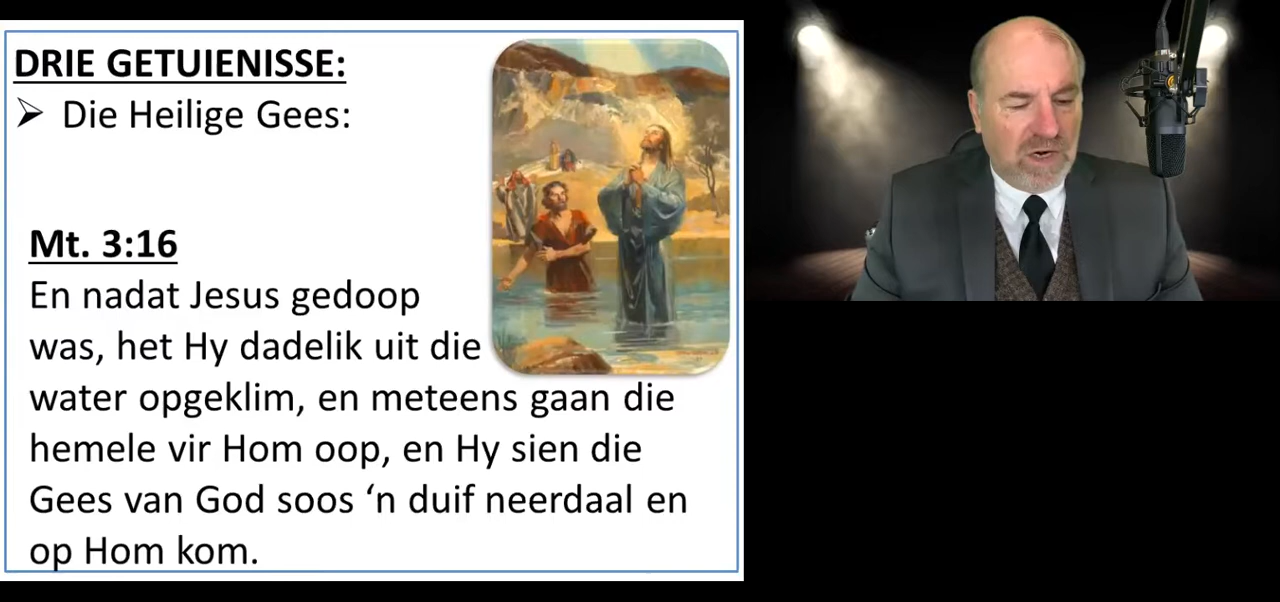 DRIE GETUIENISSE:
➢ Die Heilige Gees:
Mt. 3:16
En nadat Jesus gedoop
was, het Hy dadelik uit die
water opgeklim, en meteens gaan die
hemele vir Hom oop, en Hy sien die
Gees van God soos ‘n duif neerdaal en
op Hom kom.